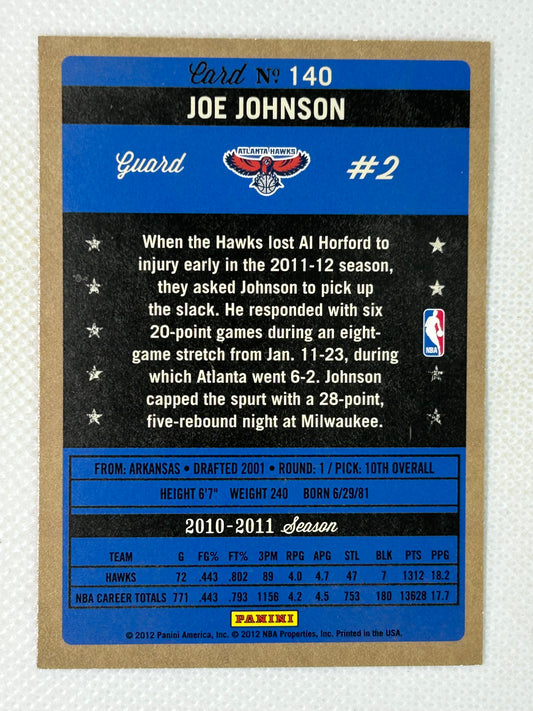 Card Nº 140
JOE JOHNSON
Guard ATLANTA HAWKS #2
When the Hawks lost Al Horford to
injury early in the 2011-12 season,
they asked Johnson to pick up
the slack. He responded with six
20-point games during an eight-
game stretch from Jan. 11-23, during
which Atlanta went 6-2. Johnson
capped the spurt with a 28-point,
five-rebound night at Milwaukee.
NBA
FROM: ARKANSAS • DRAFTED 2001 • ROUND: 1 / PICK: 10TH OVERALL
HEIGHT 6'7" WEIGHT 240 BORN 6/29/81
2010-2011 Season
TEAM G FG% FT% 3PM RPG APG STL BLK PTS PPG
HAWKS 72 .443 .802 89 4.0 4.7 47 7 1312 18.2
NBA CAREER TOTALS 771 .443 .793 1156 4.2 4.5 753 180 13628 17.7
PANINI
© 2012 Panini America, Inc. © 2012 NBA Properties, Inc. Printed in the USA.